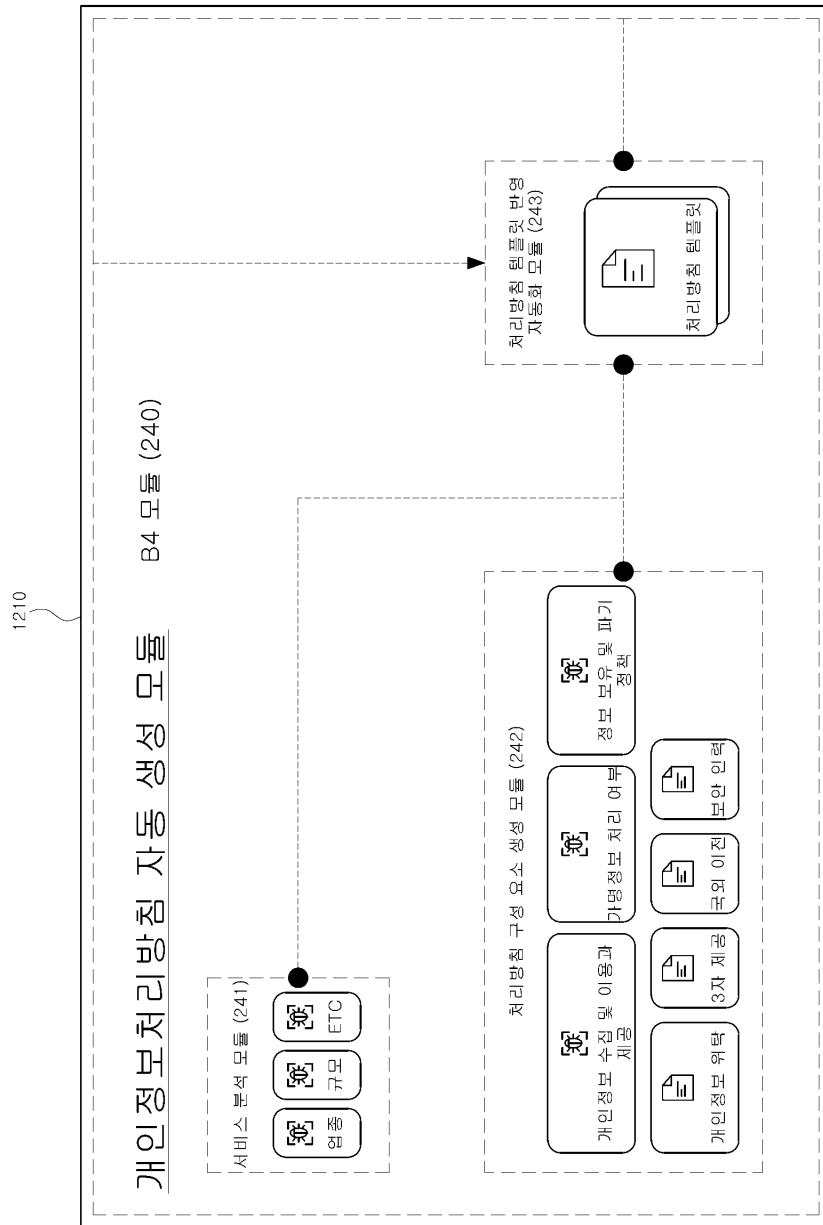 1210
개인정보처리방침 자동 생성 모듈
B4 모듈 (240)
서비스 분석 모듈 (241)
업종
규모
ETC
처리방침 구성 요소 생성 모듈 (242)
개인정보 수집 및 이용과
제공
가명정보 처리 여부
정보 보유 및 파기
정책
개인정보 위탁
3자 제공
국외 이전
보안 인력
처리방침 템플릿 반영
자동화 모듈 (243)
처리방침 템플릿